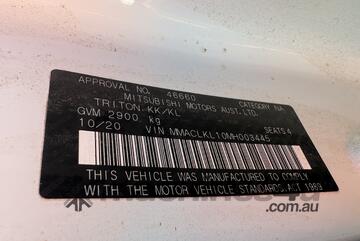 APPROVAL NO. 46660 CATEGORY NA
MITSUBISHI MOTORS AUST. LTD.
TRITON KK/KL
GVM 2900 kg SEATS 4
10/20 VIN MMACLKL10MH003445
THIS VEHICLE WAS MANUFACTURED TO COMPLY
WITH THE MOTOR VEHICLE STANDARDS ACT 1989
machines4u
.com.au